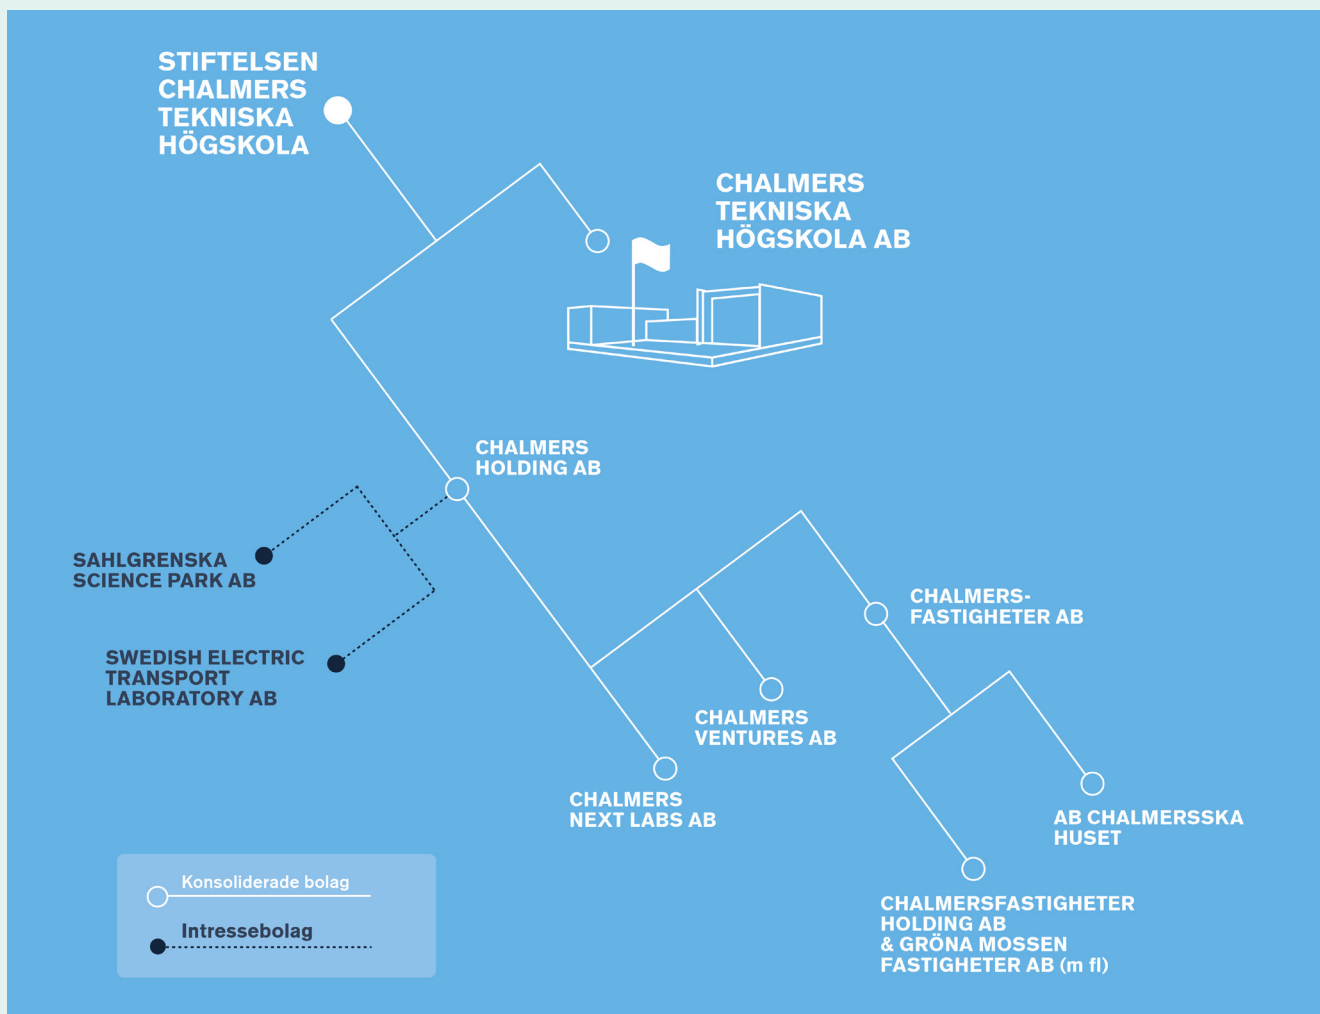 STIFTELSEN
CHALMERS
TEKNISKA
HÖGSKOLA
CHALMERS
TEKNISKA
HÖGSKOLA AB
CHALMERS
HOLDING AB
SAHLGRENSKA
SCIENCE PARK AB
SWEDISH ELECTRIC
TRANSPORT
LABORATORY AB
CHALMERS-
FASTIGHETER AB
CHALMERS
VENTURES AB
CHALMERS
NEXT LABS AB
AB CHALMERSSKA
HUSET
CHALMERSFASTIGHETER
HOLDING AB
& GRÖNA MOSSEN
FASTIGHETER AB (m fl)
Konsoliderade bolag
Intressebolag